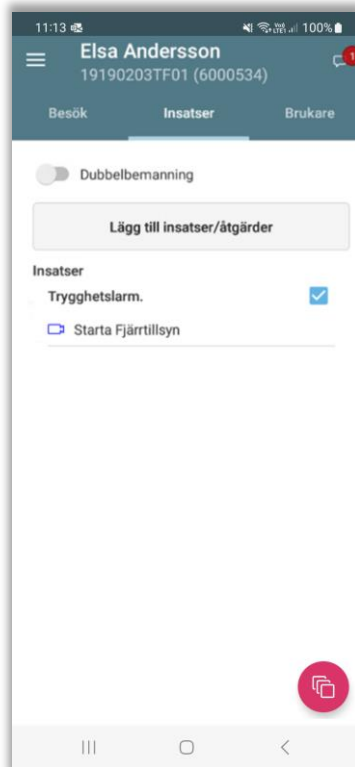 11:13 100%
Elsa Andersson
19190203TF01 (6000534)
1
Besök Insatser Brukare
Dubbelbemanning
Lägg till insatser/åtgärder
Insatser
Trygghetslarm.
Starta Fjärrtillsyn